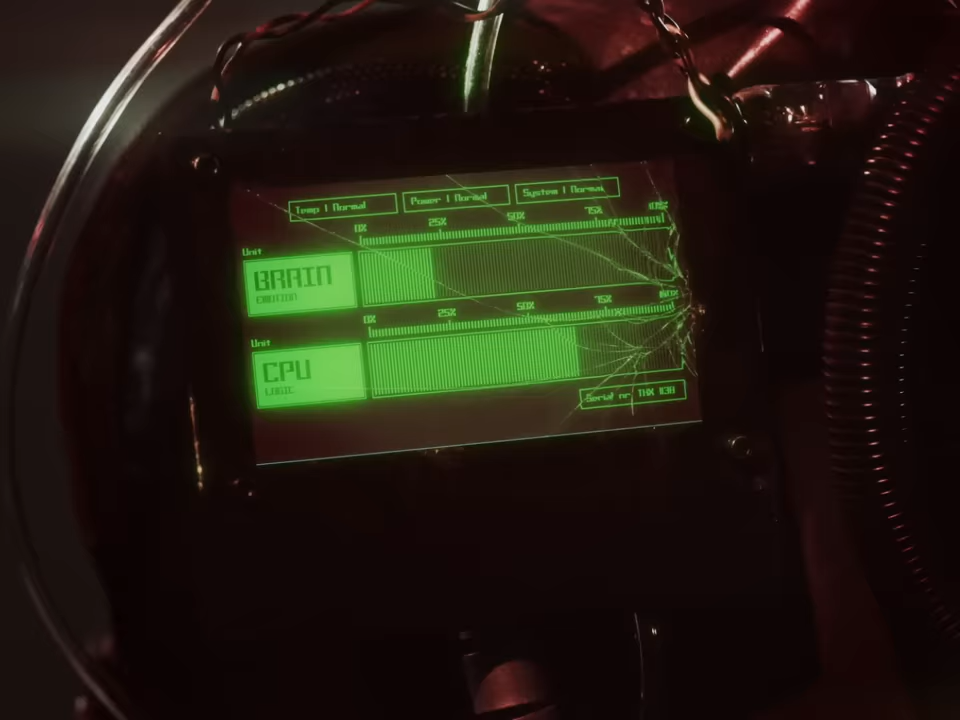 Temp | Normal
Power | Normal
System | Normal
0% 25% 50% 75% 100%
Unit
BRAIN
EMOTION
0% 25% 50% 75% 100%
Unit
CPU
LOGIC
Serial nr THX 1138